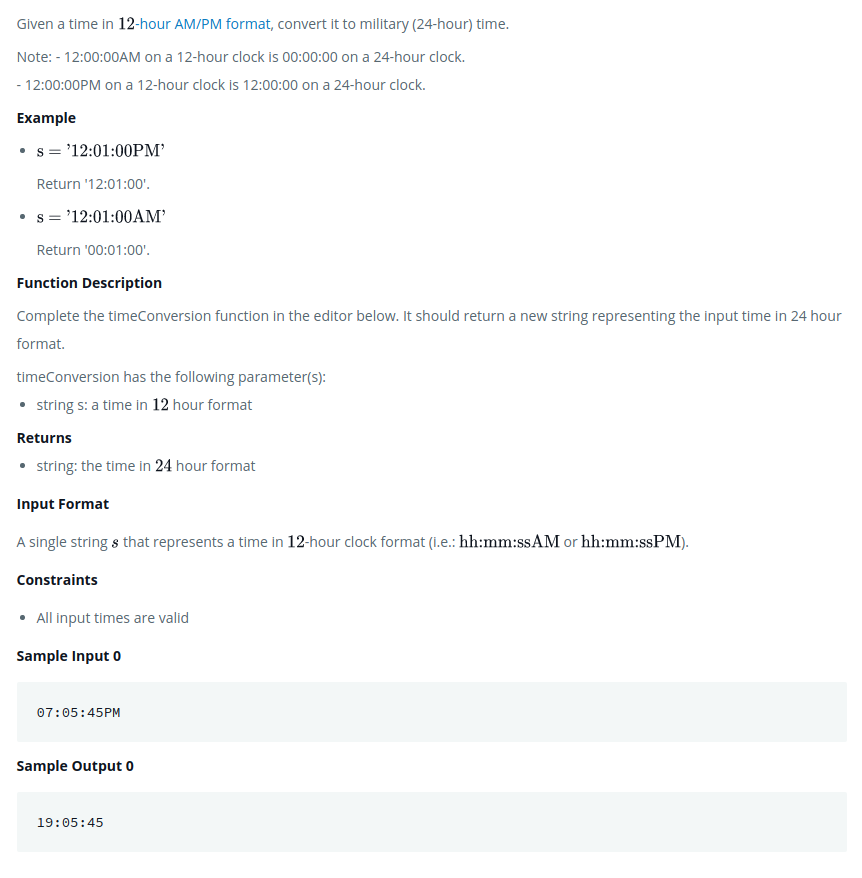 Given a time in 12-hour AM/PM format, convert it to military (24-hour) time.
Note: - 12:00:00AM on a 12-hour clock is 00:00:00 on a 24-hour clock.
- 12:00:00PM on a 12-hour clock is 12:00:00 on a 24-hour clock.
Example
• s = '12:01:00PM'
Return '12:01:00'.
• s = '12:01:00AM'
Return '00:01:00'.
Function Description
Complete the timeConversion function in the editor below. It should return a new string representing the input time in 24 hour
format.
timeConversion has the following parameter(s):
• string s: a time in 12 hour format
Returns
• string: the time in 24 hour format
Input Format
A single string s that represents a time in 12-hour clock format (i.e.: hh:mm:ssAM or hh:mm:ssPM).
Constraints
• All input times are valid
Sample Input 0
07:05:45PM
Sample Output 0
19:05:45